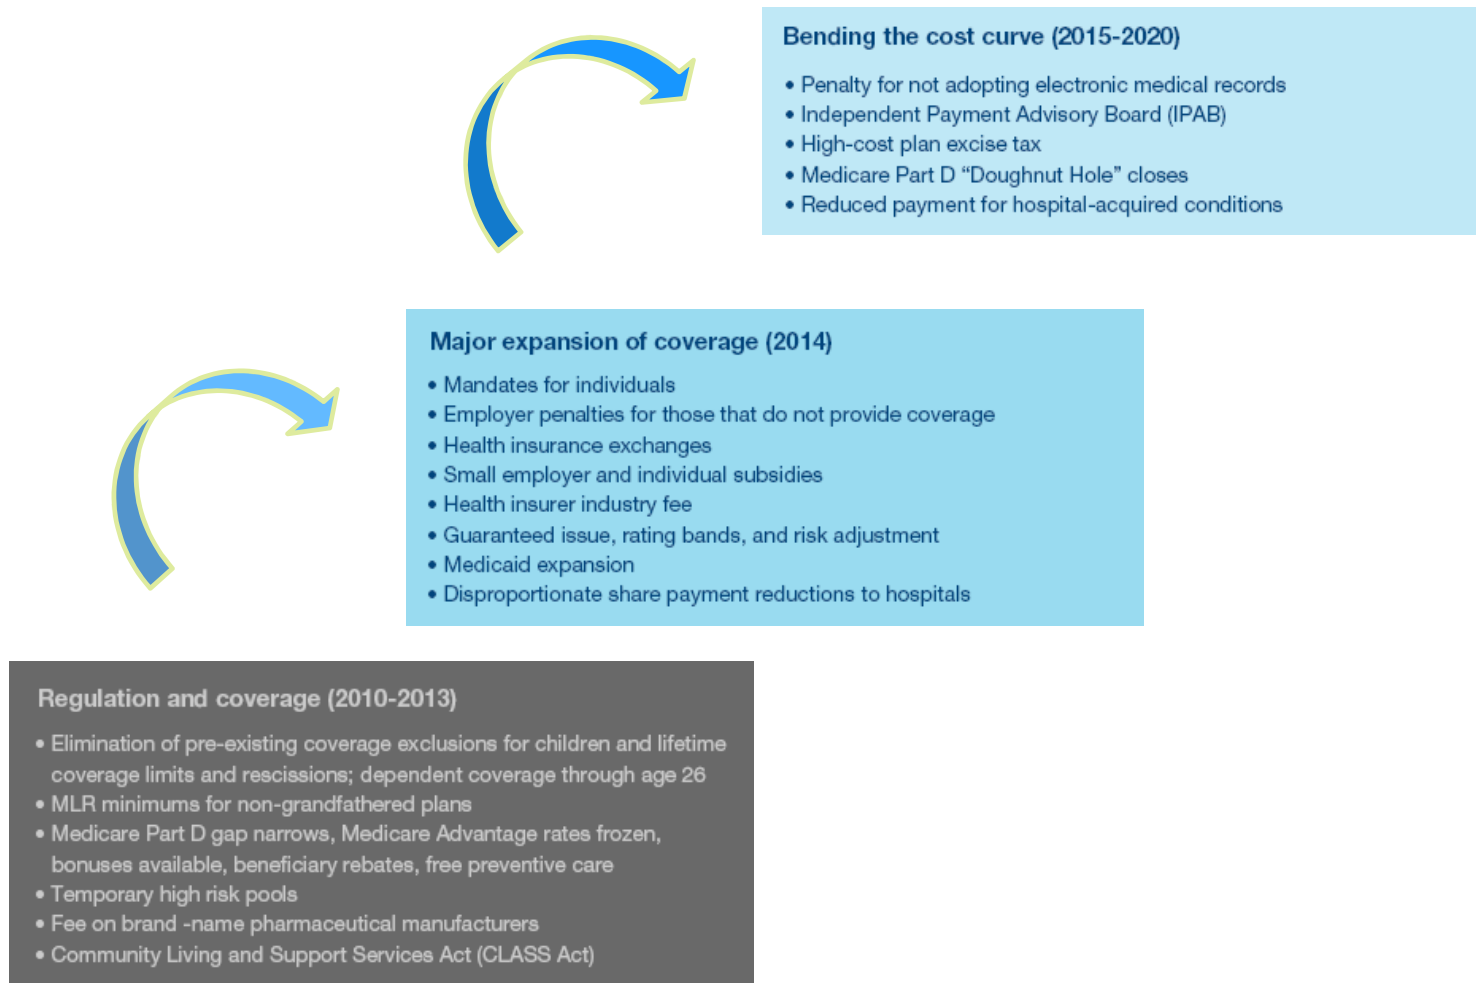 Bending the cost curve (2015-2020)
• Penalty for not adopting electronic medical records
• Independent Payment Advisory Board (IPAB)
• High-cost plan excise tax
• Medicare Part D “Doughnut Hole” closes
• Reduced payment for hospital-acquired conditions
Major expansion of coverage (2014)
• Mandates for individuals
• Employer penalties for those that do not provide coverage
• Health insurance exchanges
• Small employer and individual subsidies
• Health insurer industry fee
• Guaranteed issue, rating bands, and risk adjustment
• Medicaid expansion
• Disproportionate share payment reductions to hospitals
Regulation and coverage (2010-2013)
• Elimination of pre-existing coverage exclusions for children and lifetime
coverage limits and rescissions; dependent coverage through age 26
• MLR minimums for non-grandfathered plans
• Medicare Part D gap narrows, Medicare Advantage rates frozen,
bonuses available, beneficiary rebates, free preventive care
• Temporary high risk pools
• Fee on brand -name pharmaceutical manufacturers
• Community Living and Support Services Act (CLASS Act)